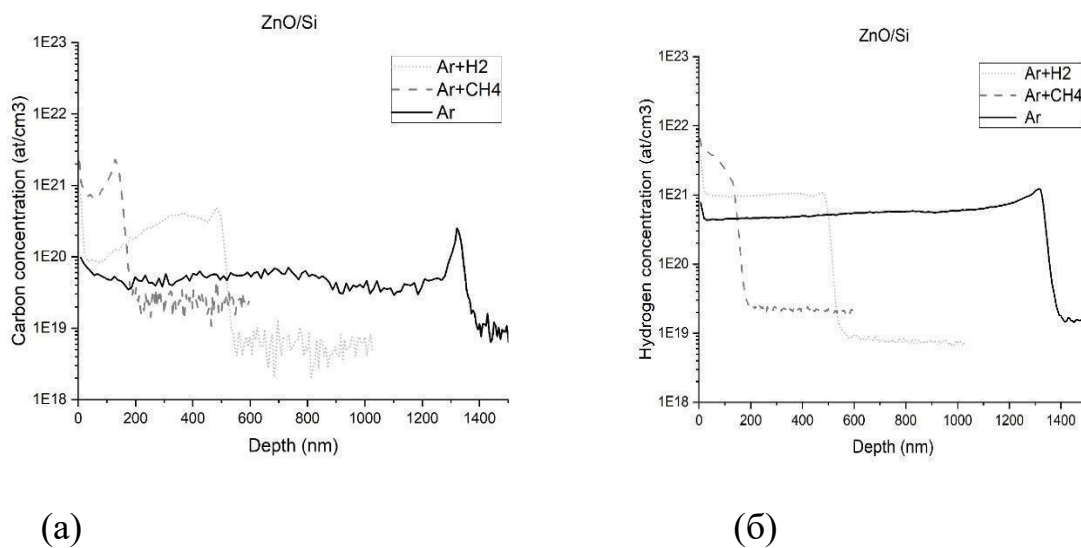 ZnO/Si
1E23
1E22
1E21
1E20
1E19
1E18
Carbon concentration (at/cm3)
Ar+H2
Ar+CH4
Ar
0 200 400 600 800 1000 1200 1400
Depth (nm)
(а)
ZnO/Si
1E23
1E22
1E21
1E20
1E19
1E18
Hydrogen concentration (at/cm3)
Ar+H2
Ar+CH4
Ar
0 200 400 600 800 1000 1200 1400
Depth (nm)
(б)